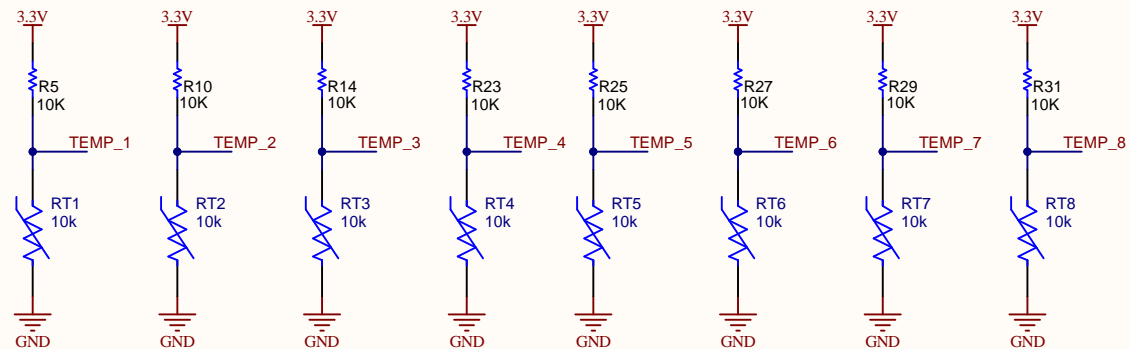 3.3V 3.3V 3.3V 3.3V 3.3V 3.3V 3.3V 3.3V
R5 R10 R14 R23 R25 R27 R29 R31
10K 10K 10K 10K 10K 10K 10K 10K
TEMP_1 TEMP_2 TEMP_3 TEMP_4 TEMP_5 TEMP_6 TEMP_7 TEMP_8
RT1 RT2 RT3 RT4 RT5 RT6 RT7 RT8
10k 10k 10k 10k 10k 10k 10k 10k
GND GND GND GND GND GND GND GND